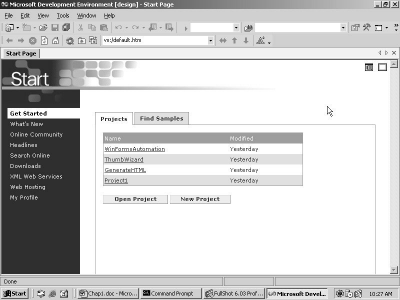 Microsoft Development Environment [design] - Start Page
File Edit View Tools Window Help
vs:/default.htm
Start Page
Start
Get Started
What's New
Online Community
Headlines
Search Online
Downloads
XML Web Services
Web Hosting
My Profile
Projects Find Samples
Name Modified
WinFormsAutomation Yesterday
ThumbWizard Yesterday
GenerateHTML Yesterday
Project1 Yesterday
Open Project New Project
Done
Start Chap1.doc - Micro... Command Prompt FullShot 6.03 Prof... Microsoft Devel... 10:27 AM